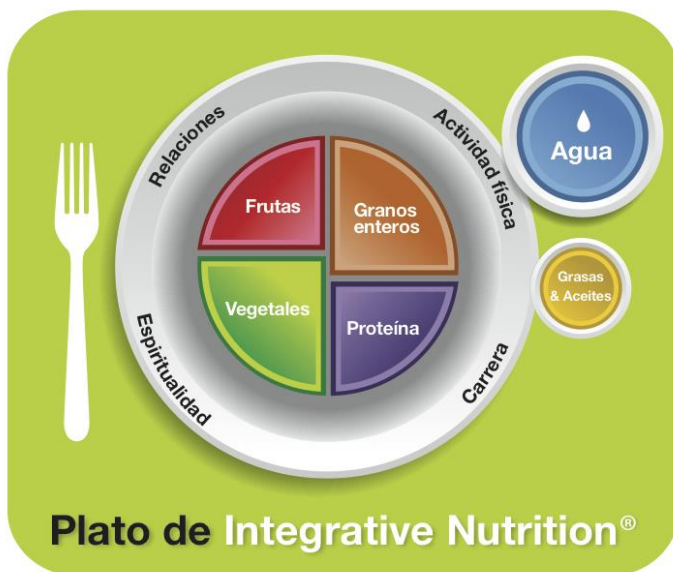 Relaciones
Actividad física
Agua
Frutas
Granos
enteros
Grasas
& Aceites
Vegetales
Proteína
Espiritualidad
Carrera
Plato de Integrative Nutrition®